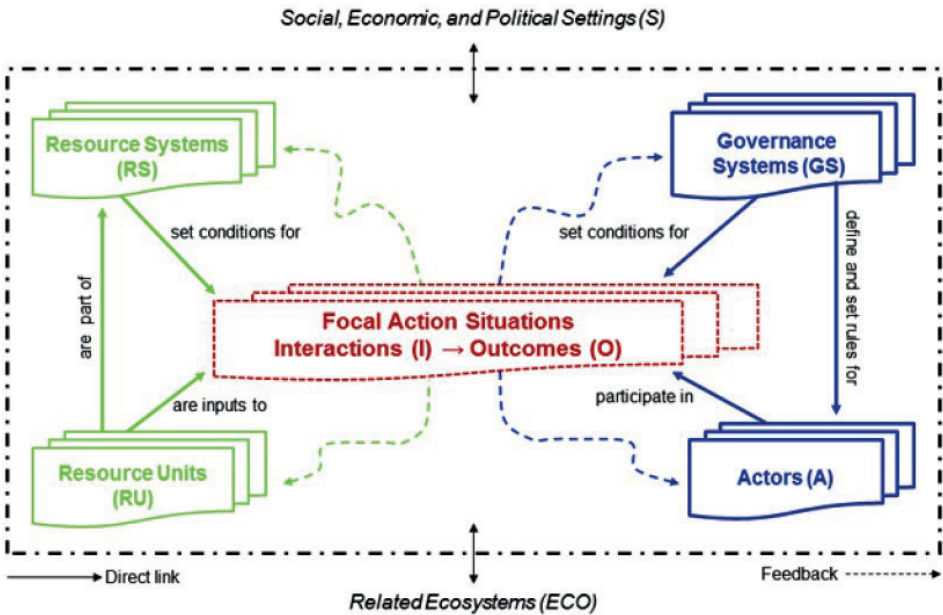 Social, Economic, and Political Settings (S)
Resource Systems
(RS)
Governance
Systems (GS)
set conditions for
set conditions for
are part of
define and set rules for
Focal Action Situations
Interactions (I) → Outcomes (O)
are inputs to
participate in
Resource Units
(RU)
Actors (A)
Direct link
Feedback
Related Ecosystems (ECO)